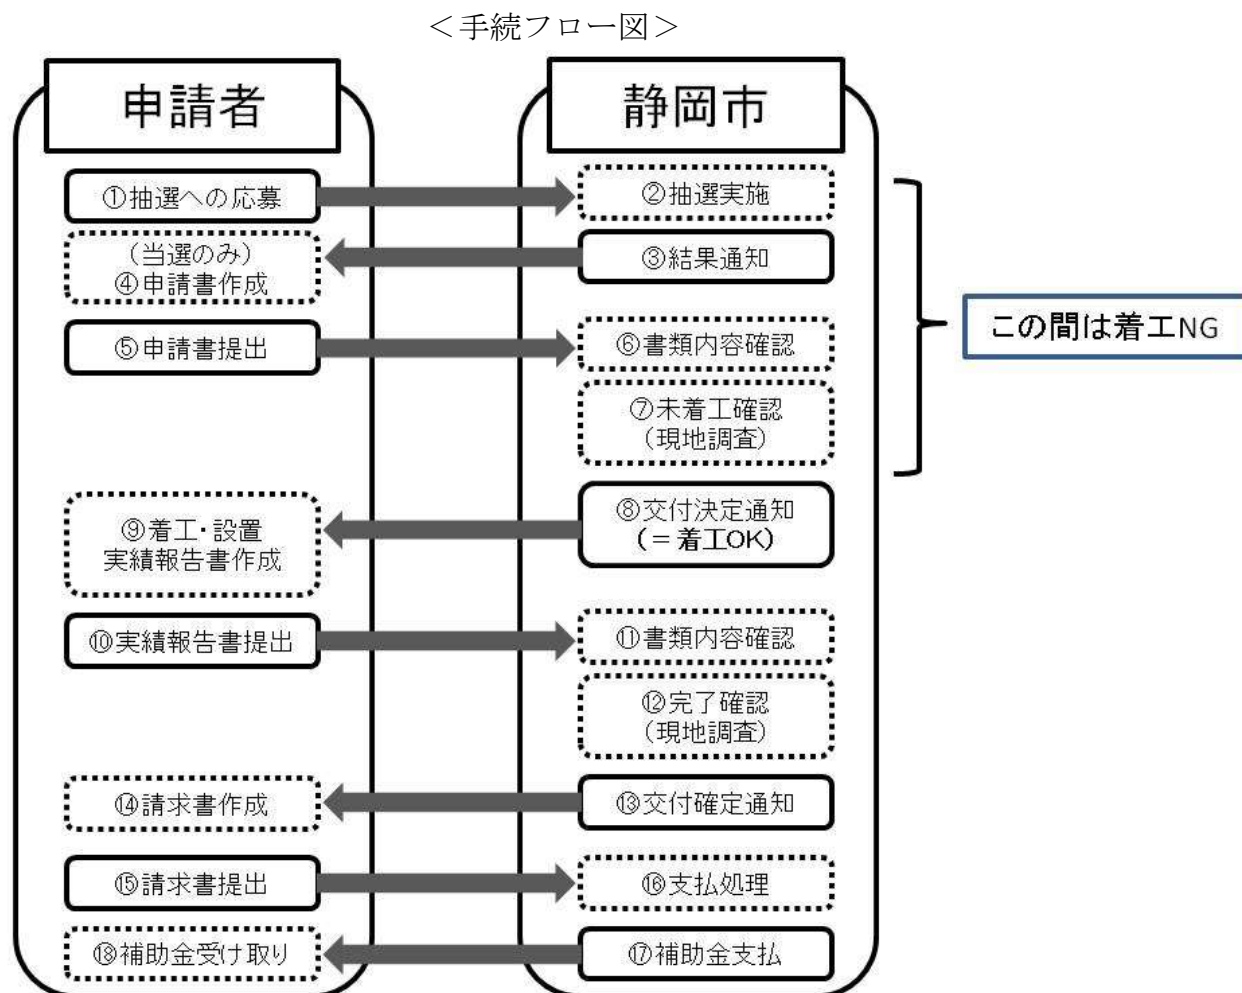 ＜手続フロー図＞
申請者
静岡市
①抽選への応募
②抽選実施
③結果通知
(当選のみ)
④申請書作成
⑤申請書提出
⑥書類内容確認
⑦未着工確認
(現地調査)
この間は着工NG
⑧交付決定通知
(＝着工OK)
⑨着工・設置
実績報告書作成
⑩実績報告書提出
⑪書類内容確認
⑫完了確認
(現地調査)
⑬交付確定通知
⑭請求書作成
⑮請求書提出
⑯支払処理
⑰補助金支払
⑱補助金受け取り